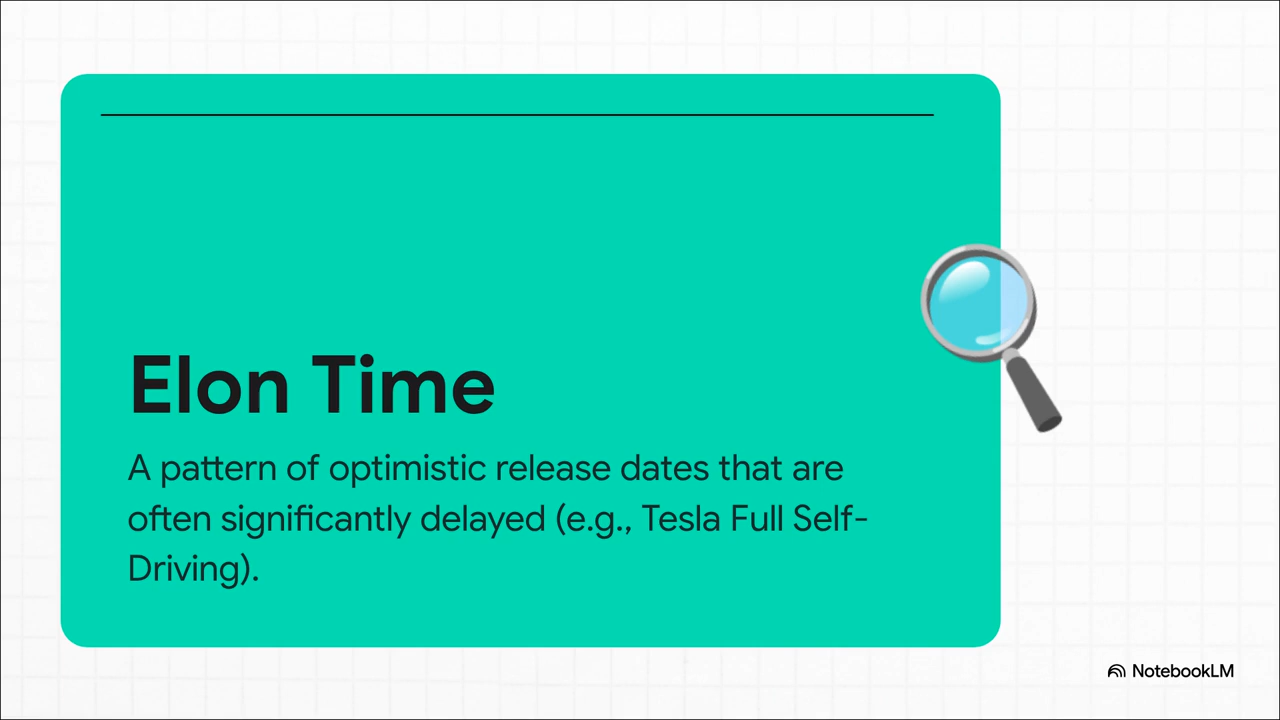 Elon Time
A pattern of optimistic release dates that are
often significantly delayed (e.g., Tesla Full Self-
Driving).
NotebookLM